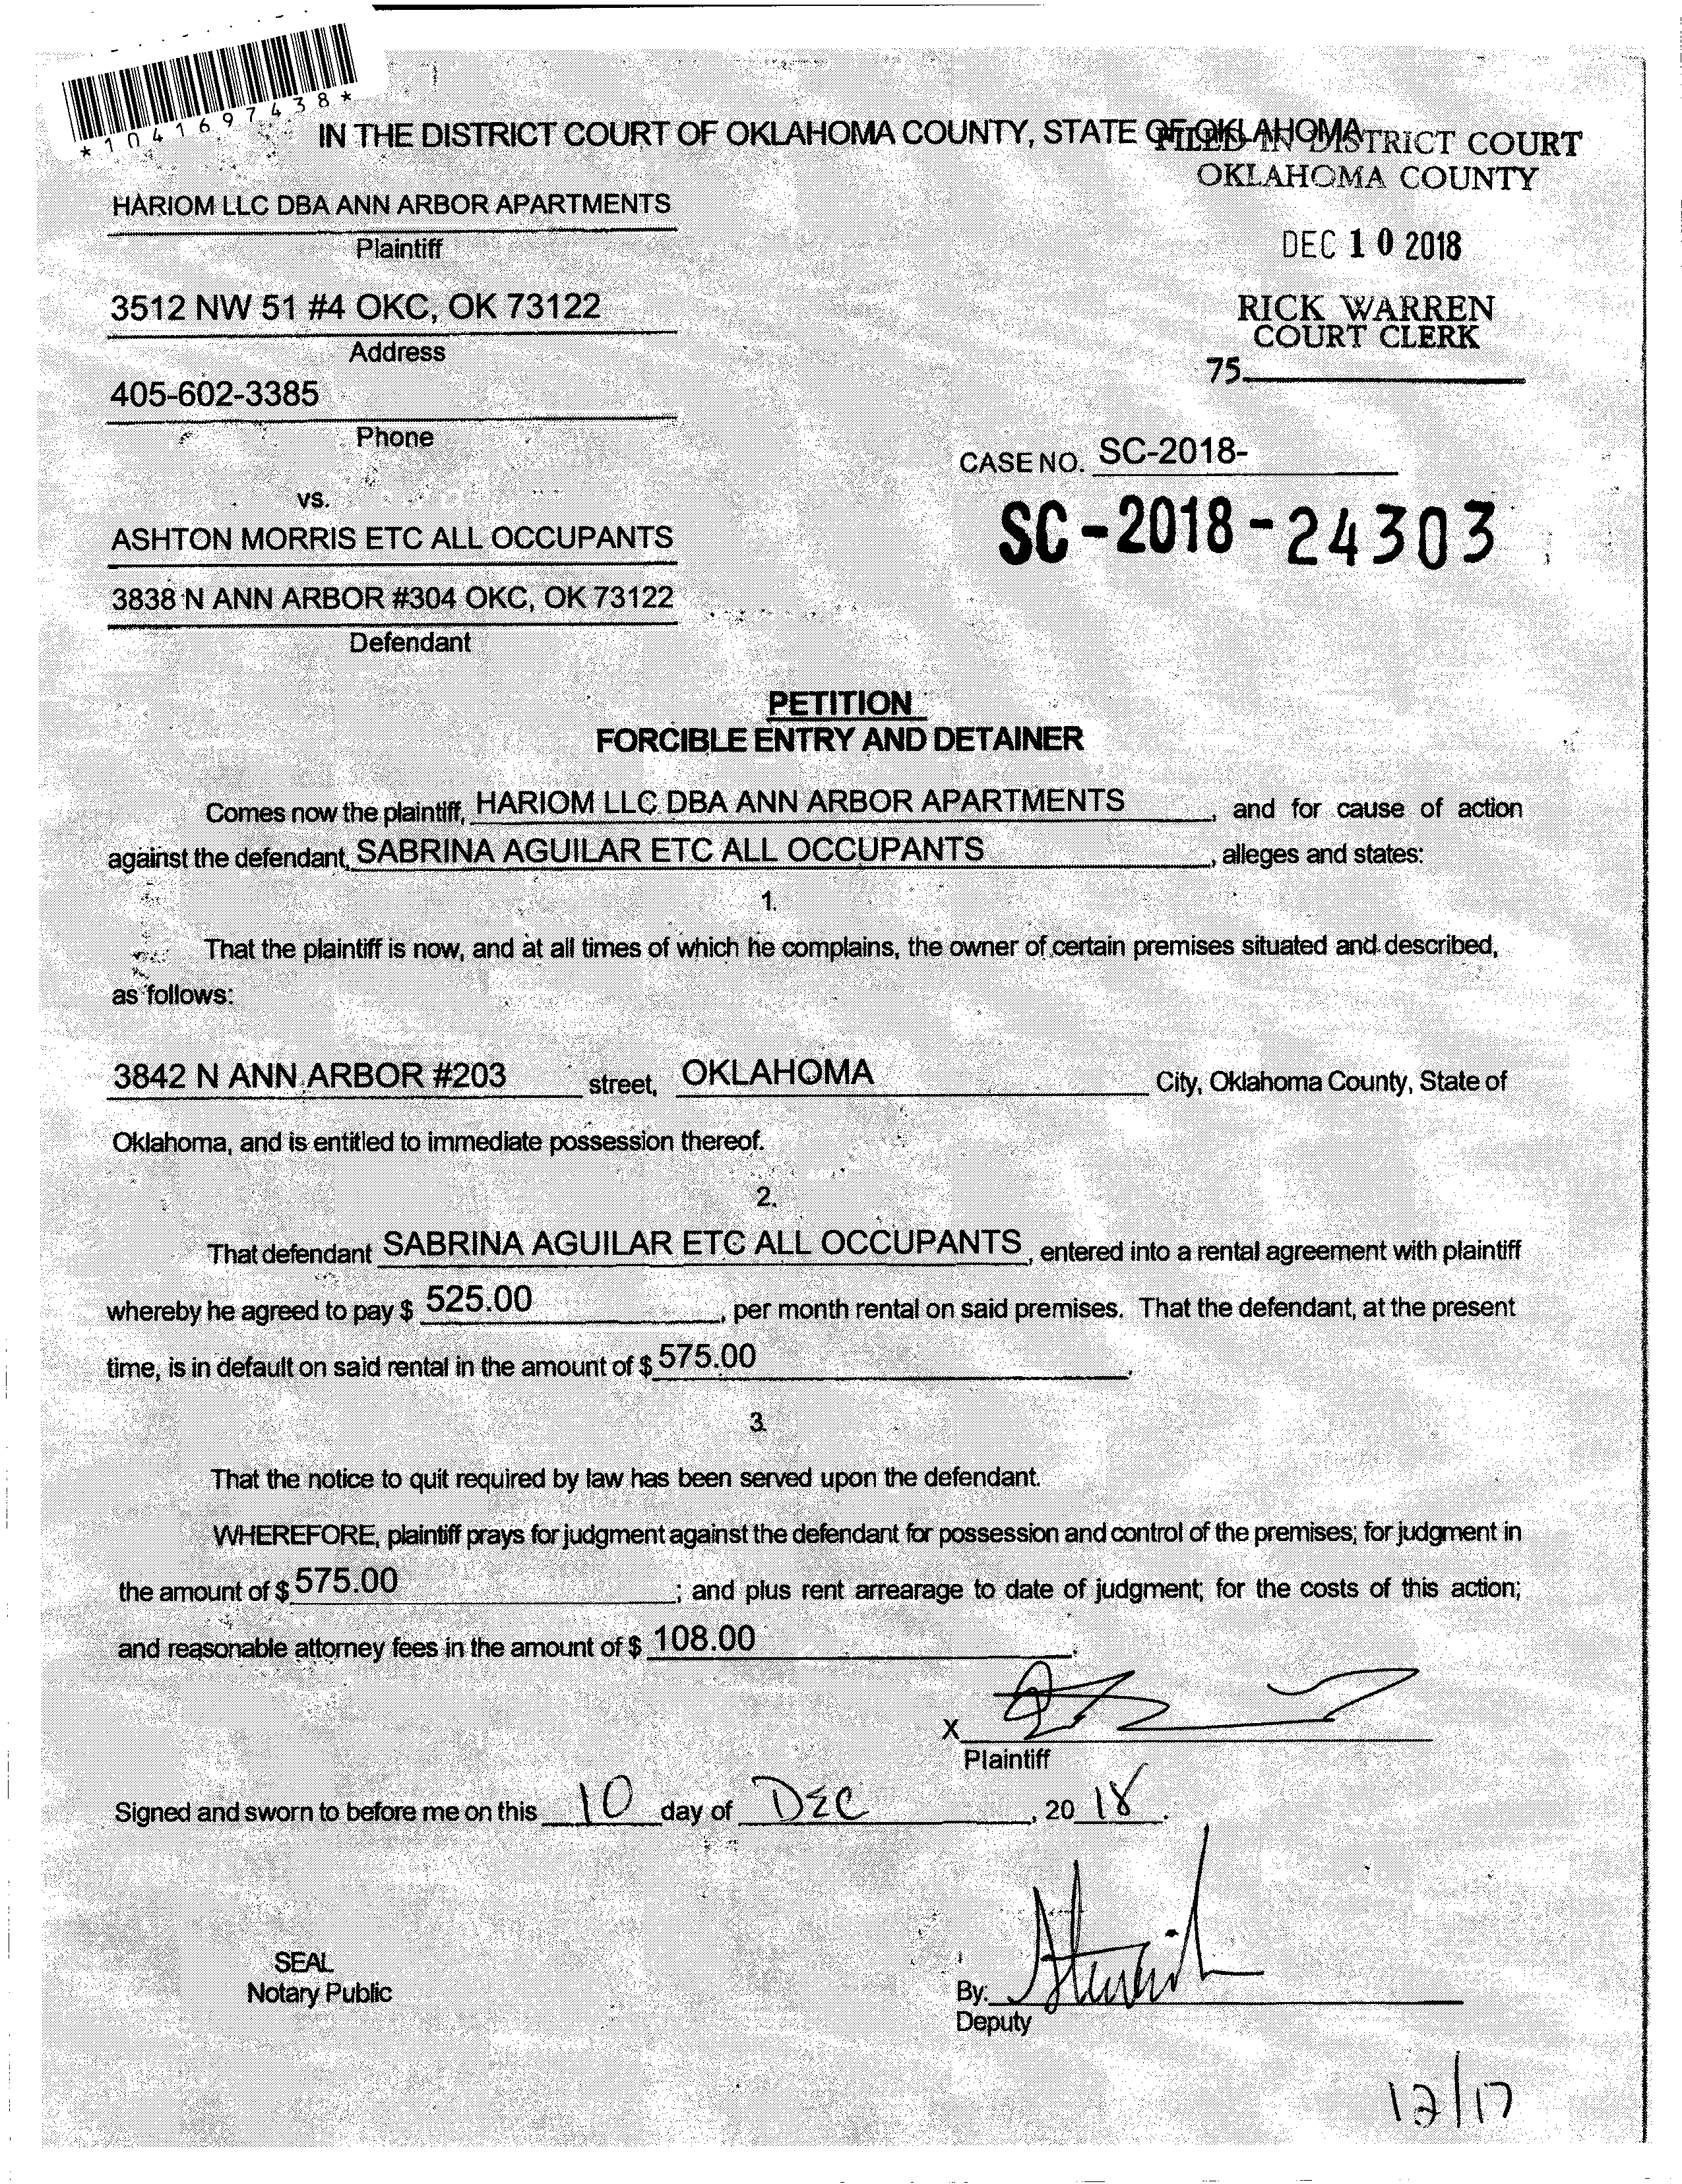 *1041697438*
IN THE DISTRICT COURT OF OKLAHOMA COUNTY, STATE OF OKLAHOMA
FILED IN DISTRICT COURT
OKLAHOMA COUNTY
HARIOM LLC DBA ANN ARBOR APARTMENTS
Plaintiff
DEC 10 2018
3512 NW 51 #4 OKC, OK 73122
Address
RICK WARREN
COURT CLERK
75
405-602-3385
Phone
CASE NO. SC-2018-
vs.
SC-2018-24303
ASHTON MORRIS ETC ALL OCCUPANTS
3838 N ANN ARBOR #304 OKC, OK 73122
Defendant
PETITION
FORCIBLE ENTRY AND DETAINER
Comes now the plaintiff, HARIOM LLC DBA ANN ARBOR APARTMENTS, and for cause of action
against the defendant, SABRINA AGUILAR ETC ALL OCCUPANTS, alleges and states:
1.
That the plaintiff is now, and at all times of which he complains, the owner of certain premises situated and described,
as follows:
3842 N ANN ARBOR #203 street, OKLAHOMA City, Oklahoma County, State of
Oklahoma, and is entitled to immediate possession thereof.
2.
That defendant SABRINA AGUILAR ETC ALL OCCUPANTS, entered into a rental agreement with plaintiff
whereby he agreed to pay $ 525.00, per month rental on said premises. That the defendant, at the present
time, is in default on said rental in the amount of $ 575.00.
3.
That the notice to quit required by law has been served upon the defendant.
WHEREFORE, plaintiff prays for judgment against the defendant for possession and control of the premises; for judgment in
the amount of $ 575.00; and plus rent arrearage to date of judgment; for the costs of this action;
and reasonable attorney fees in the amount of $ 108.00.
X
Plaintiff
Signed and sworn to before me on this 10 day of DEC, 20 18.
SEAL
Notary Public
By:
Deputy
12/17